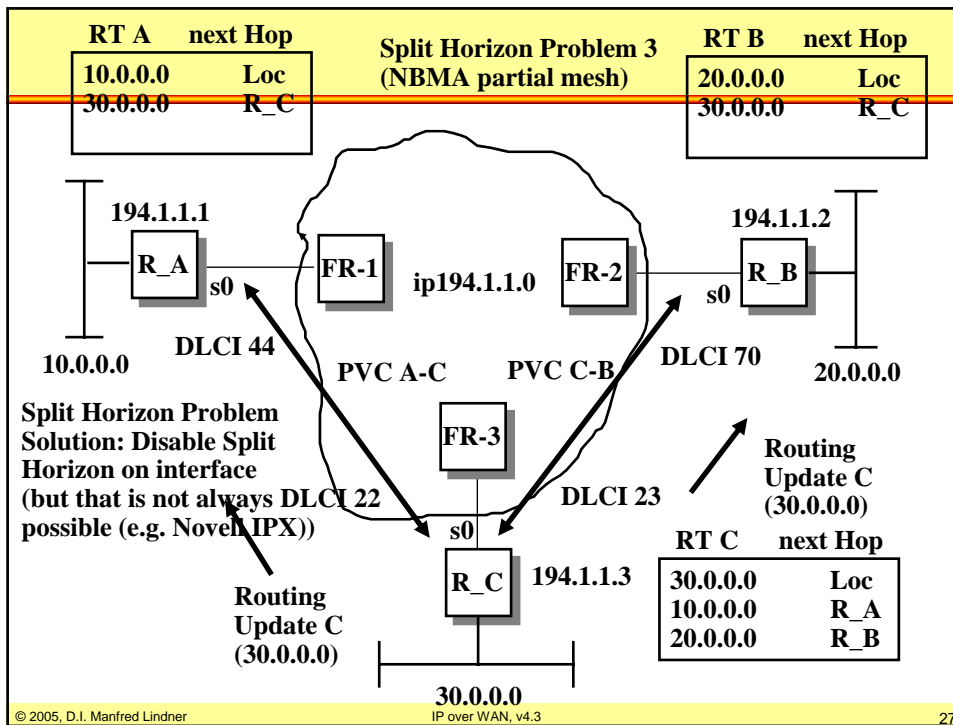 RT A next Hop
10.0.0.0 Loc
30.0.0.0 R_C
Split Horizon Problem 3
(NBMA partial mesh)
RT B next Hop
20.0.0.0 Loc
30.0.0.0 R_C
194.1.1.1
R_A
s0
FR-1
ip194.1.1.0
FR-2
194.1.1.2
R_B
s0
10.0.0.0
DLCI 44
PVC A-C
PVC C-B
DLCI 70
20.0.0.0
Split Horizon Problem
Solution: Disable Split
Horizon on interface
(but that is not always
possible (e.g. Novell IPX))
DLCI 22
FR-3
DLCI 23
s0
Routing
Update C
(30.0.0.0)
R_C
194.1.1.3
Routing
Update C
(30.0.0.0)
RT C next Hop
30.0.0.0 Loc
10.0.0.0 R_A
20.0.0.0 R_B
30.0.0.0
© 2005, D.I. Manfred Lindner
IP over WAN, v4.3
27